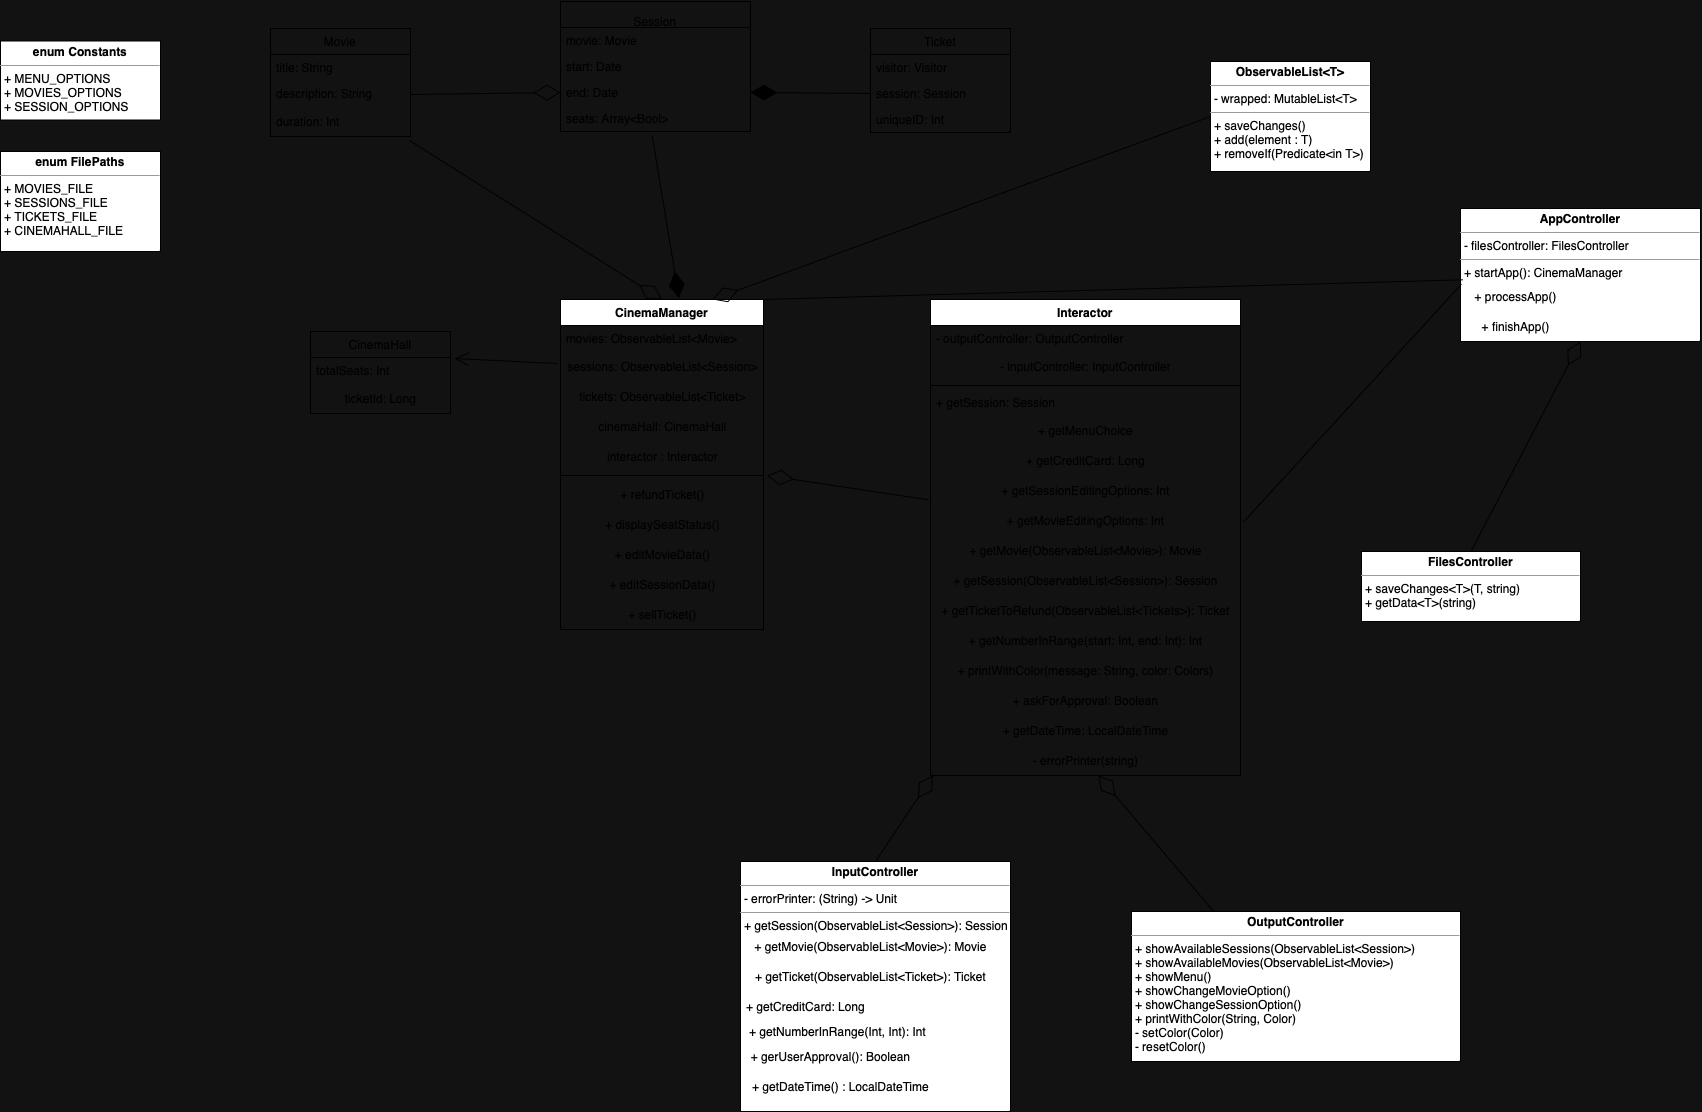 enum Constants
+ MENU_OPTIONS
+ MOVIES_OPTIONS
+ SESSION_OPTIONS
enum FilePaths
+ MOVIES_FILE
+ SESSIONS_FILE
+ TICKETS_FILE
+ CINEMAHALL_FILE
Movie
title: String
description: String
duration: Int
Session
movie: Movie
start: Date
end: Date
seats: Array<Bool>
Ticket
visitor: Visitor
session: Session
uniqueID: Int
ObservableList<T>
- wrapped: MutableList<T>
+ saveChanges()
+ add(element : T)
+ removeIf(Predicate<in T>)
AppController
- filesController: FilesController
+ startApp(): CinemaManager
+ processApp()
+ finishApp()
CinemaHall
totalSeats: Int
ticketId: Long
CinemaManager
movies: ObservableList<Movie>
sessions: ObservableList<Session>
tickets: ObservableList<Ticket>
cinemaHall: CinemaHall
interactor : Interactor
+ refundTicket()
+ displaySeatStatus()
+ editMovieData()
+ editSessionData()
+ sellTicket()
Interactor
- outputController: OutputController
- inputController: InputController
+ getSession: Session
+ getMenuChoice
+ getCreditCard: Long
+ getSessionEditingOptions: Int
+ getMovieEditingOptions: Int
+ getMovie(ObservableList<Movie>): Movie
+ getSession(ObservableList<Session>): Session
+ getTicketToRefund(ObservableList<Tickets>): Ticket
+ getNumberInRange(start: Int, end: Int): Int
+ printWithColor(message: String, color: Colors)
+ askForApproval: Boolean
+ getDateTime: LocalDateTime
- errorPrinter(string)
FilesController
+ saveChanges<T>(T, string)
+ getData<T>(string)
InputController
- errorPrinter: (String) -> Unit
+ getSession(ObservableList<Session>): Session
+ getMovie(ObservableList<Movie>): Movie
+ getTicket(ObservableList<Ticket>): Ticket
+ getCreditCard: Long
+ getNumberInRange(Int, Int): Int
+ gerUserApproval(): Boolean
+ getDateTime() : LocalDateTime
OutputController
+ showAvailableSessions(ObservableList<Session>)
+ showAvailableMovies(ObservableList<Movie>)
+ showMenu()
+ showChangeMovieOption()
+ showChangeSessionOption()
+ printWithColor(String, Color)
- setColor(Color)
- resetColor()